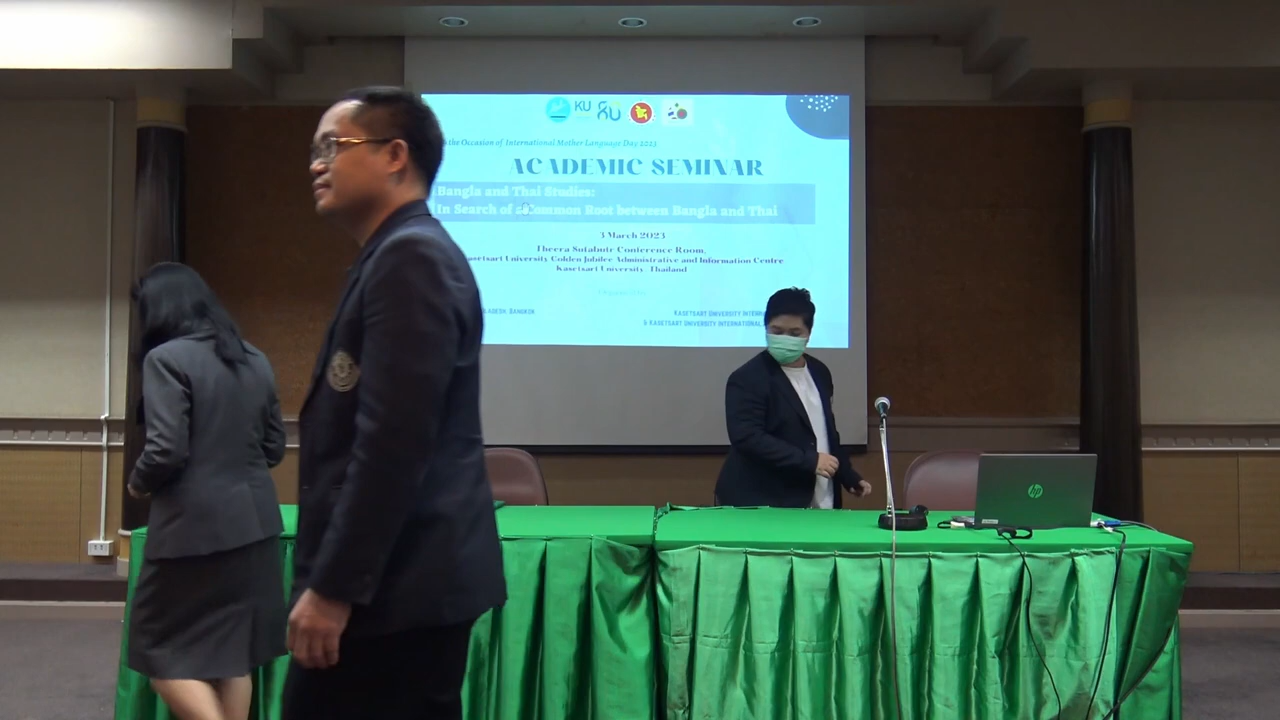 KU
the Occasion of International Mother Language Day 2023
ACADEMIC SEMINAR
Bangla and Thai Studies:
In Search of a Common Root between Bangla and Thai
3 March 2023
Theera Sutabutr Conference Room,
Kasetsart University Golden Jubilee Administrative and Information Centre
Kasetsart University, Thailand
Bangkok
Kasetsart University
& Kasetsart University International
hp